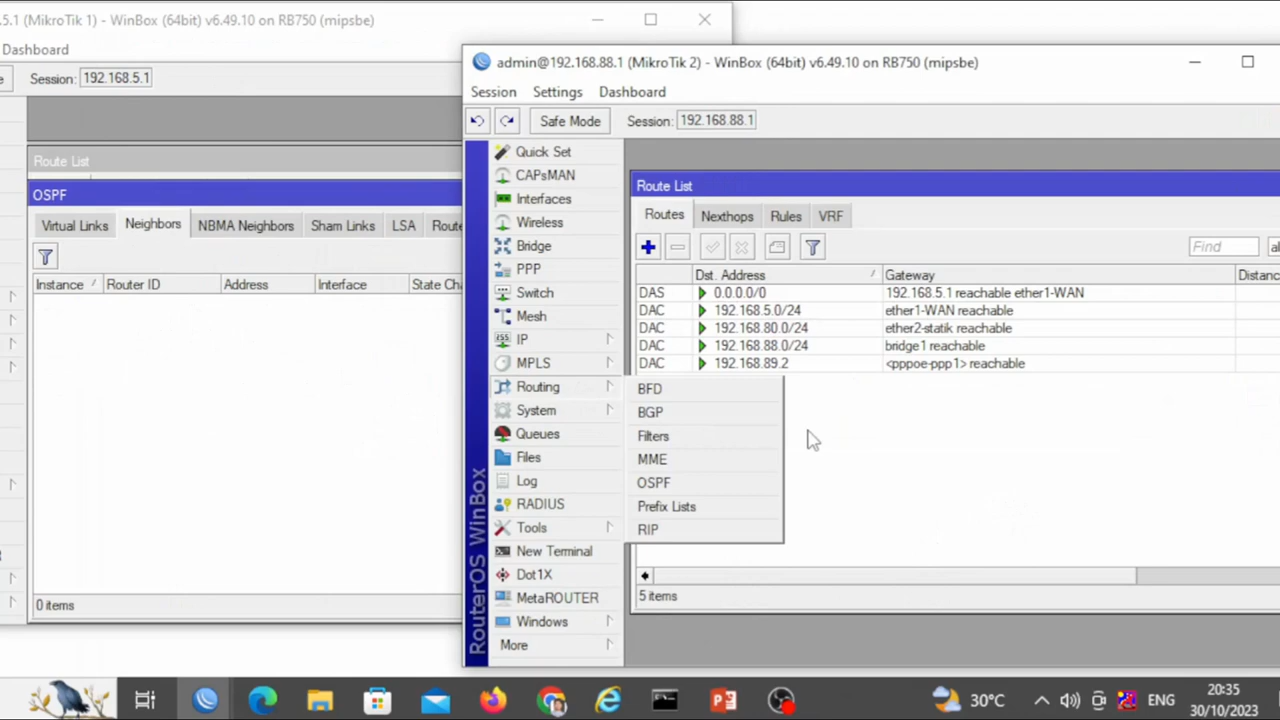 .5.1 (MikroTik 1) - WinBox (64bit) v6.49.10 on RB750 (mipsbe)
Dashboard
Session: 192.168.5.1
Route List
OSPF
Virtual Links Neighbors NBMA Neighbors Sham Links LSA Route
Instance Router ID Address Interface State Cha
0 items
admin@192.168.88.1 (MikroTik 2) - WinBox (64bit) v6.49.10 on RB750 (mipsbe)
Session Settings Dashboard
Safe Mode Session: 192.168.88.1
Quick Set
CAPsMAN
Interfaces
Wireless
Bridge
PPP
Switch
Mesh
IP
MPLS
Routing
System
Queues
Files
Log
RADIUS
Tools
New Terminal
Dot1X
MetaROUTER
Windows
More
RouterOS WinBox
BFD
BGP
Filters
MME
OSPF
Prefix Lists
RIP
Route List
Routes Nexthops Rules VRF
Find al
Dst. Address Gateway Distanc
DAS 0.0.0.0/0 192.168.5.1 reachable ether1-WAN
DAC 192.168.5.0/24 ether1-WAN reachable
DAC 192.168.80.0/24 ether2-statik reachable
DAC 192.168.88.0/24 bridge1 reachable
DAC 192.168.89.2 <pppoe-ppp1> reachable
5 items
30°C ENG 20:35
30/10/2023